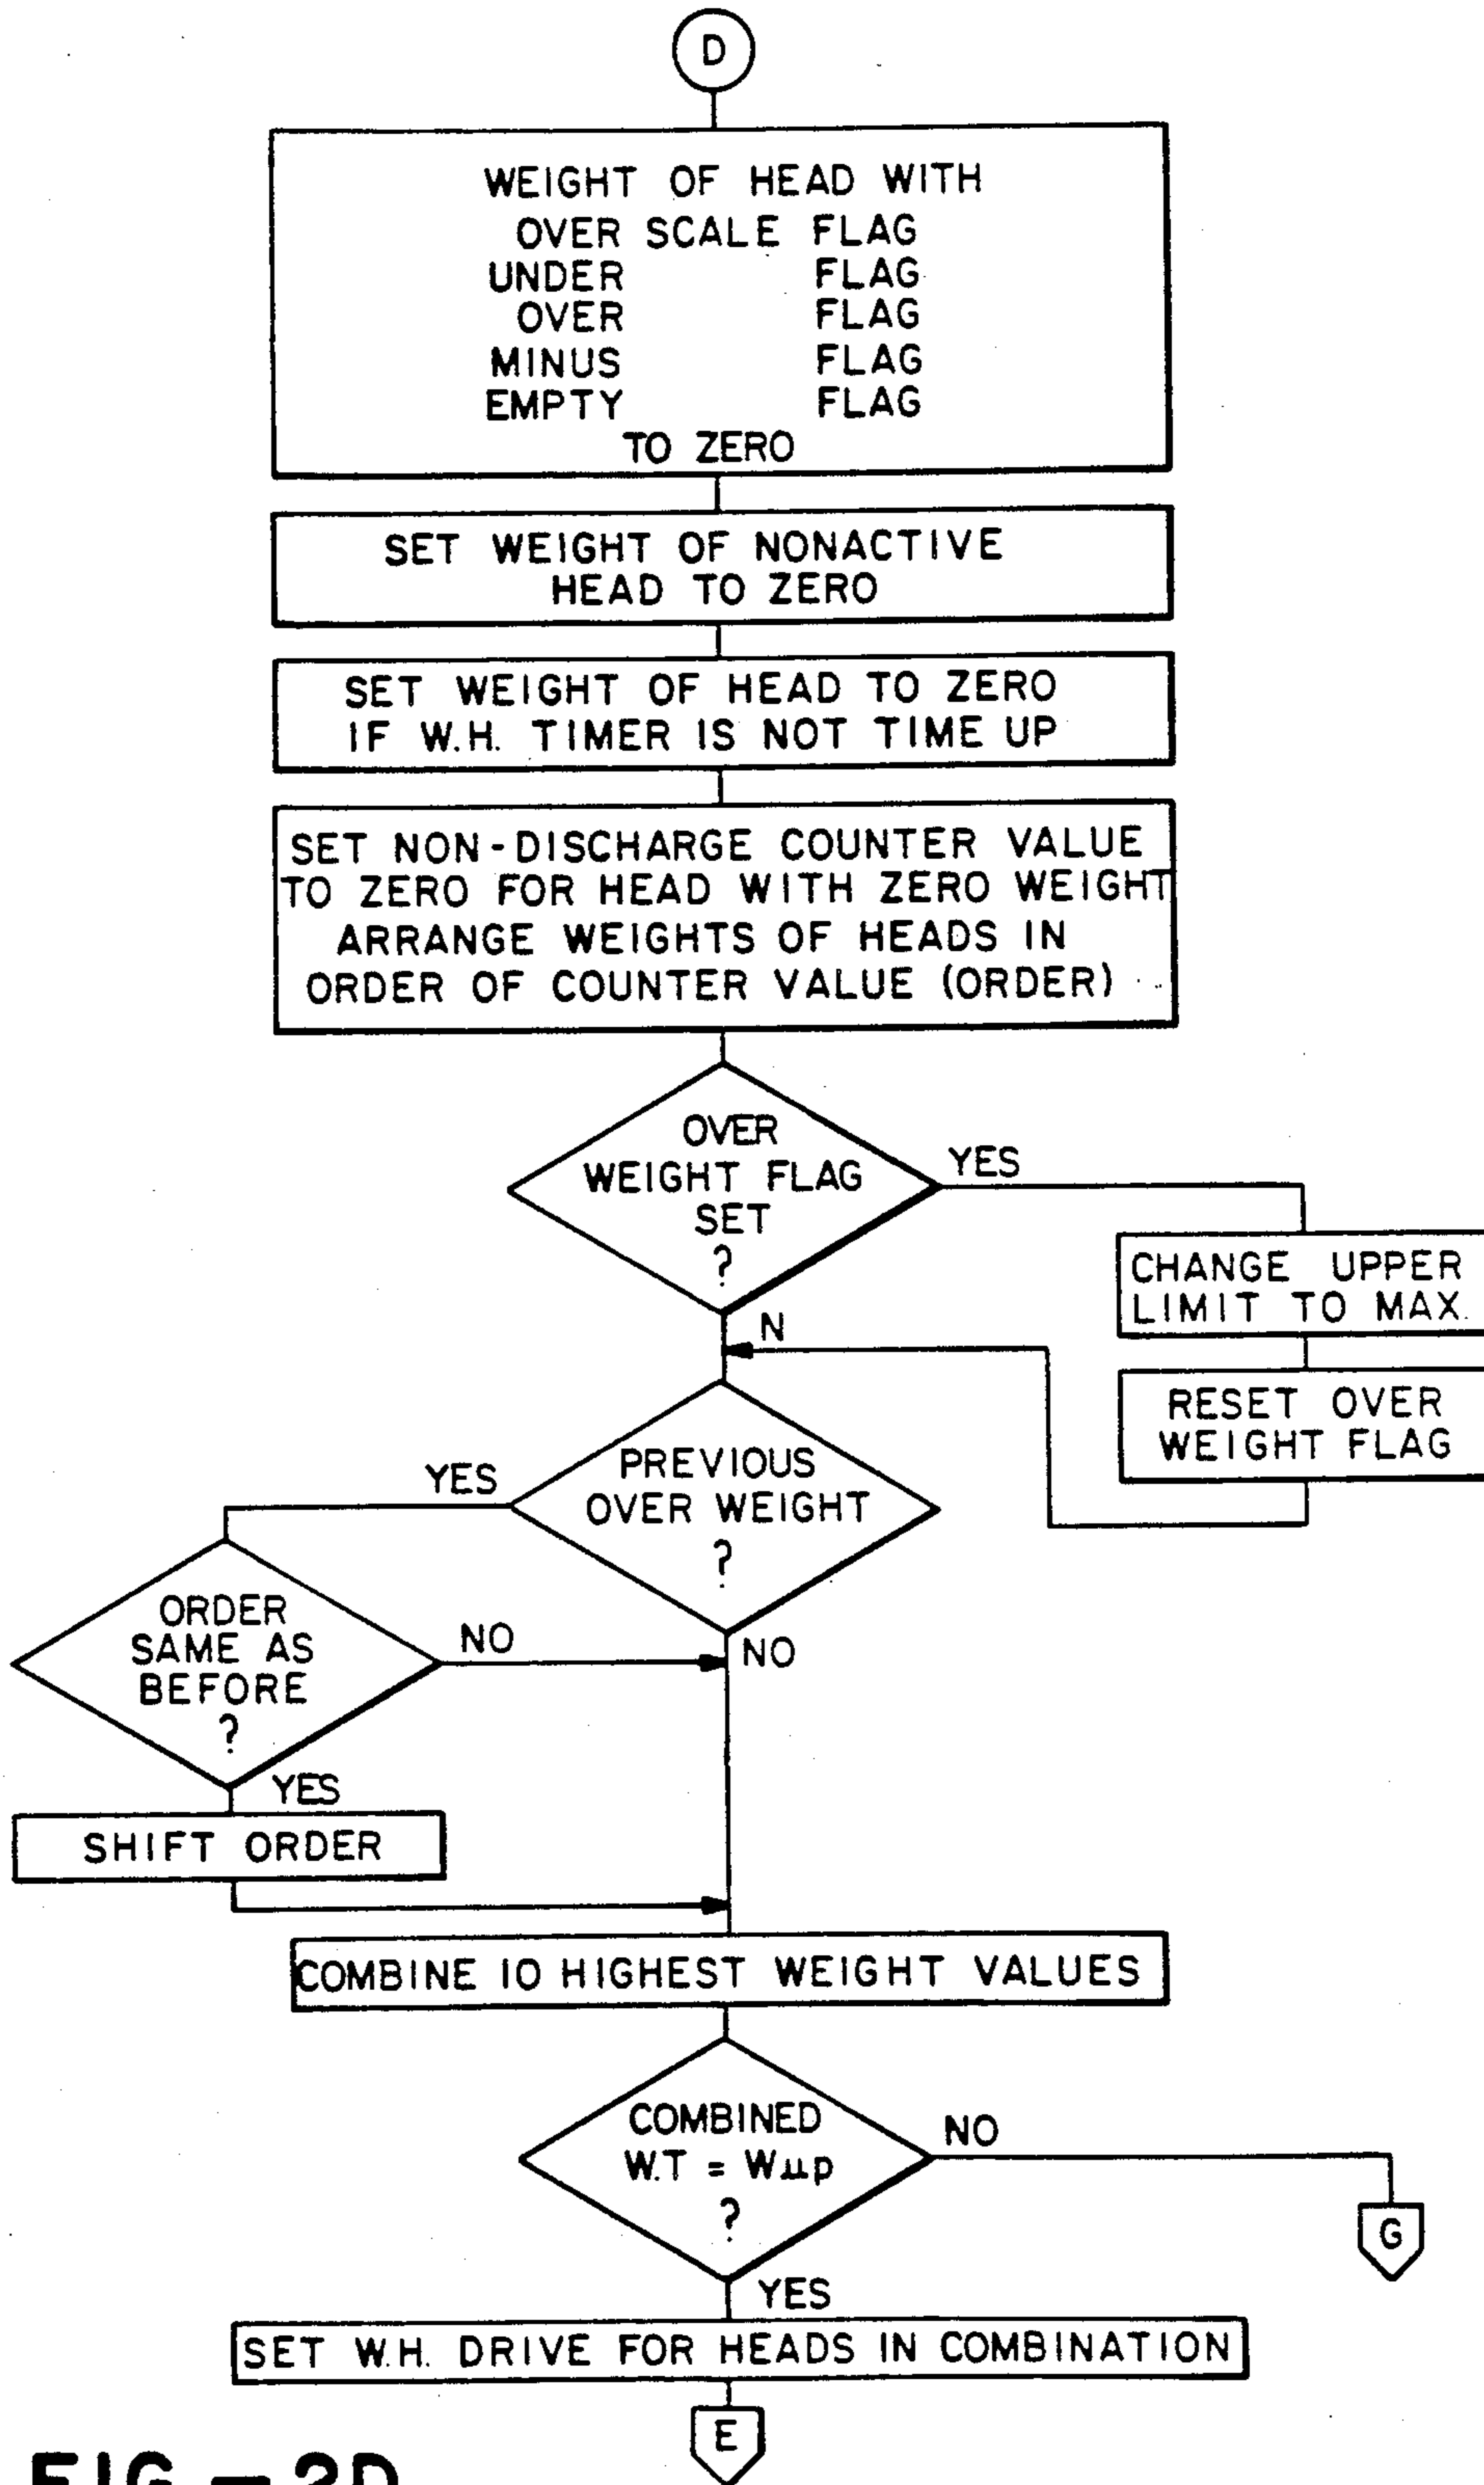 D
WEIGHT OF HEAD WITH
OVER SCALE FLAG
UNDER FLAG
OVER FLAG
MINUS FLAG
EMPTY FLAG
TO ZERO
SET WEIGHT OF NONACTIVE
HEAD TO ZERO
SET WEIGHT OF HEAD TO ZERO
IF W.H. TIMER IS NOT TIME UP
SET NON-DISCHARGE COUNTER VALUE
TO ZERO FOR HEAD WITH ZERO WEIGHT
ARRANGE WEIGHTS OF HEADS IN
ORDER OF COUNTER VALUE (ORDER)
OVER
WEIGHT FLAG
SET
?
YES
CHANGE UPPER
LIMIT TO MAX.
N
RESET OVER
WEIGHT FLAG
PREVIOUS
OVER WEIGHT
?
YES
NO
ORDER
SAME AS
BEFORE
?
NO
YES
SHIFT ORDER
COMBINE 10 HIGHEST WEIGHT VALUES
COMBINED
W.T = Wµp
?
NO
G
YES
SET W.H. DRIVE FOR HEADS IN COMBINATION
E
FIG-2D